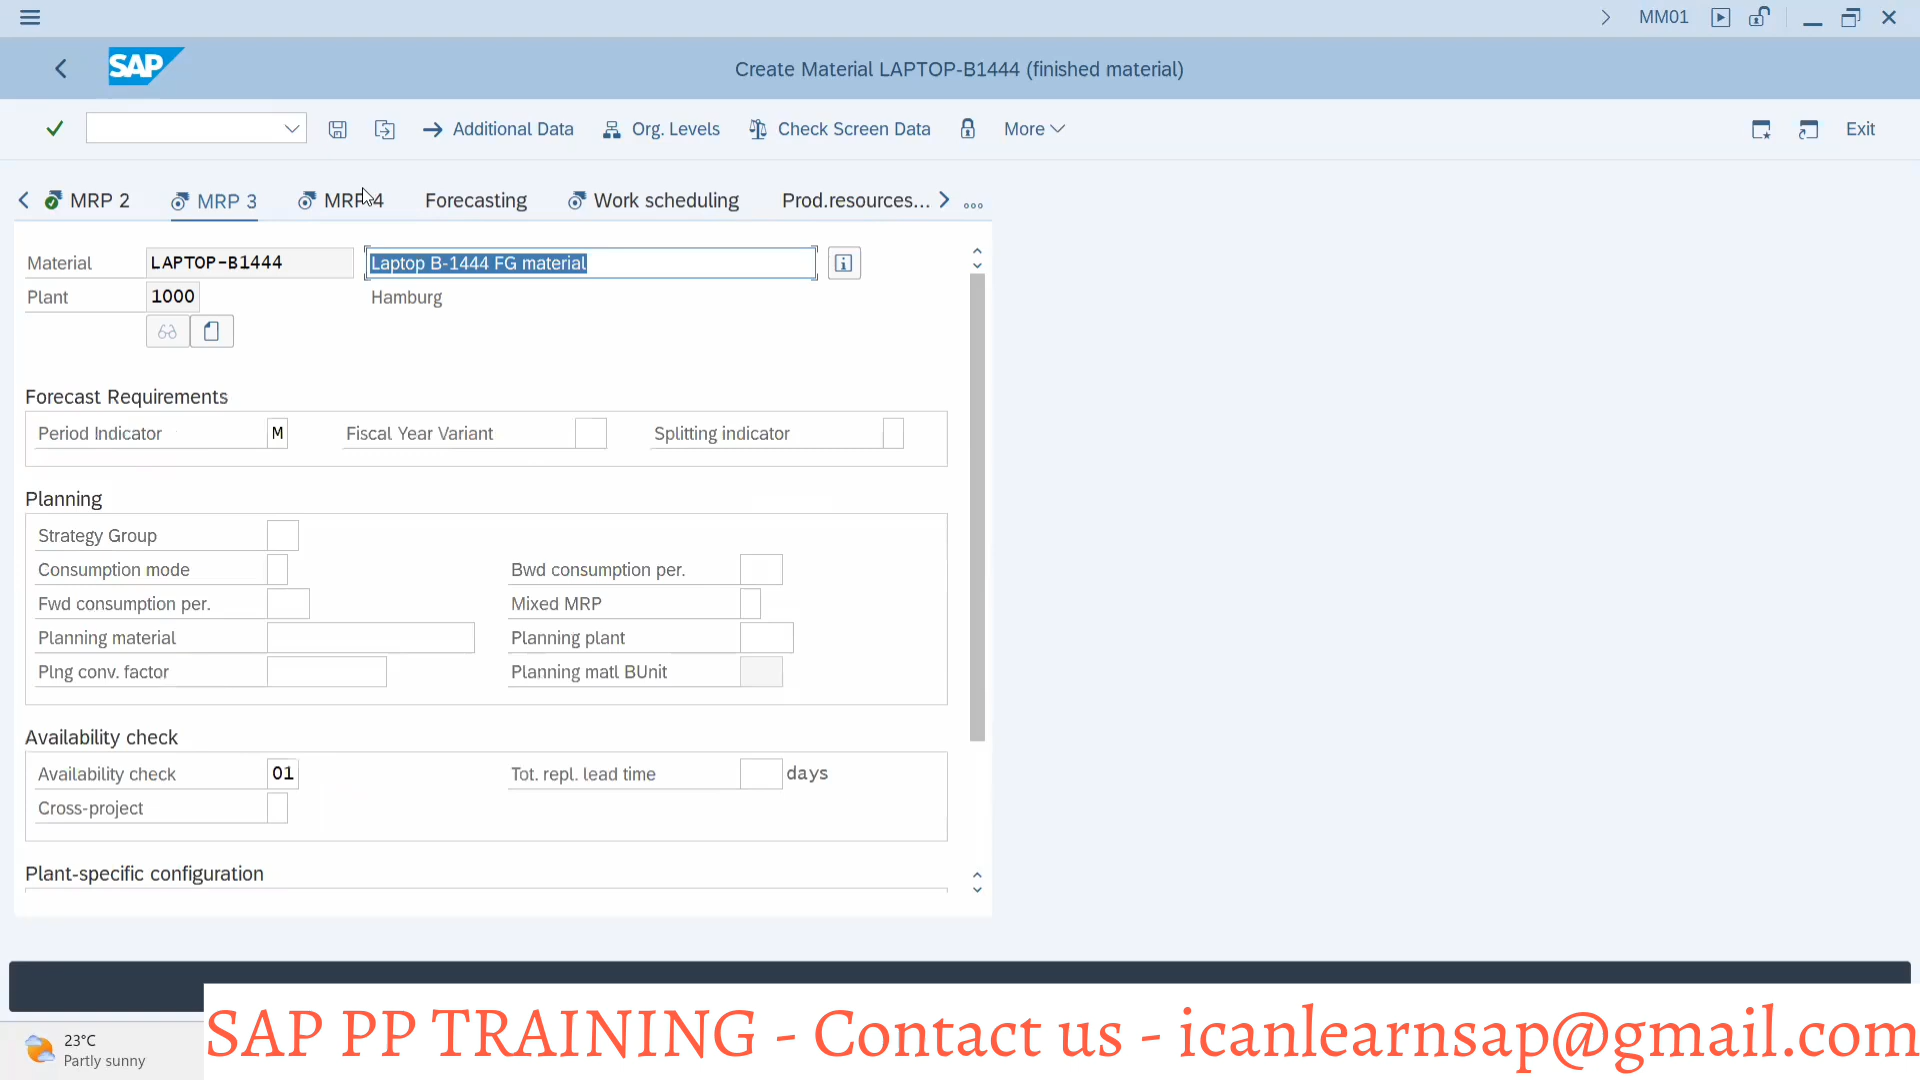 MM01
SAP
Create Material LAPTOP-B1444 (finished material)
Additional Data
Org. Levels
Check Screen Data
More
Exit
MRP 2
MRP 3
MRP 4
Forecasting
Work scheduling
Prod.resources...
Material
LAPTOP-B1444
Laptop B-1444 FG material
Plant
1000
Hamburg
Forecast Requirements
Period Indicator
M
Fiscal Year Variant
Splitting indicator
Planning
Strategy Group
Consumption mode
Bwd consumption per.
Fwd consumption per.
Mixed MRP
Planning material
Planning plant
Plng conv. factor
Planning matl BUnit
Availability check
Availability check
01
Tot. repl. lead time
days
Cross-project
Plant-specific configuration
23°C
Partly sunny
SAP PP TRAINING - Contact us - icanlearnsap@gmail.com